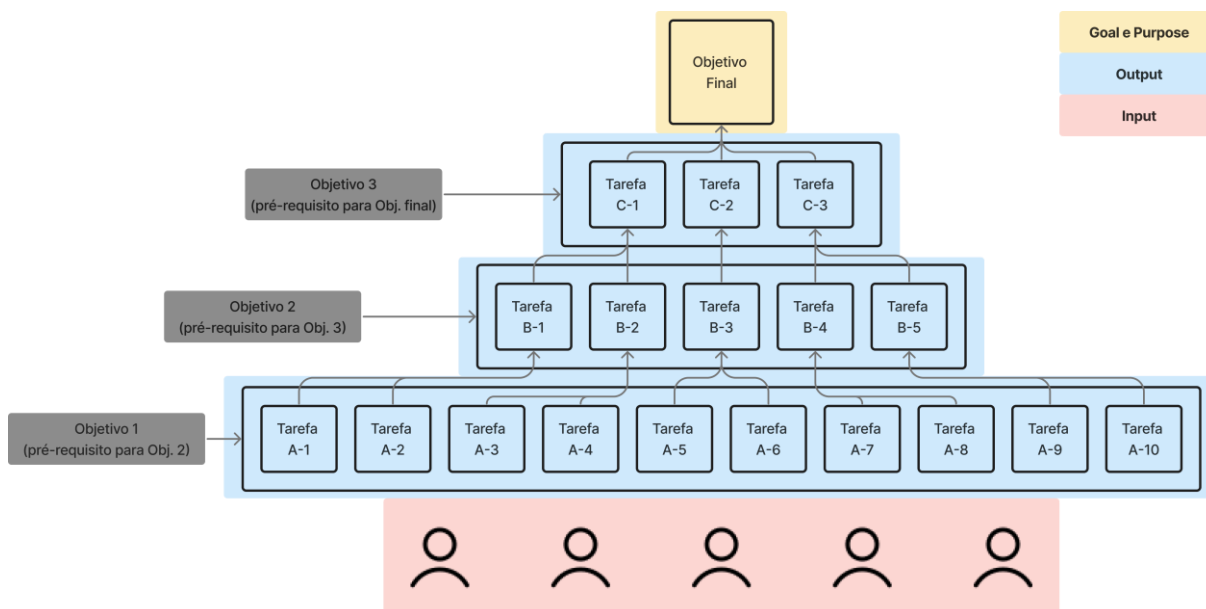 Goal e Purpose
Output
Input
Objetivo
Final
Objetivo 3
(pré-requisito para Obj. final)
Tarefa
C-1
Tarefa
C-2
Tarefa
C-3
Objetivo 2
(pré-requisito para Obj. 3)
Tarefa
B-1
Tarefa
B-2
Tarefa
B-3
Tarefa
B-4
Tarefa
B-5
Objetivo 1
(pré-requisito para Obj. 2)
Tarefa
A-1
Tarefa
A-2
Tarefa
A-3
Tarefa
A-4
Tarefa
A-5
Tarefa
A-6
Tarefa
A-7
Tarefa
A-8
Tarefa
A-9
Tarefa
A-10